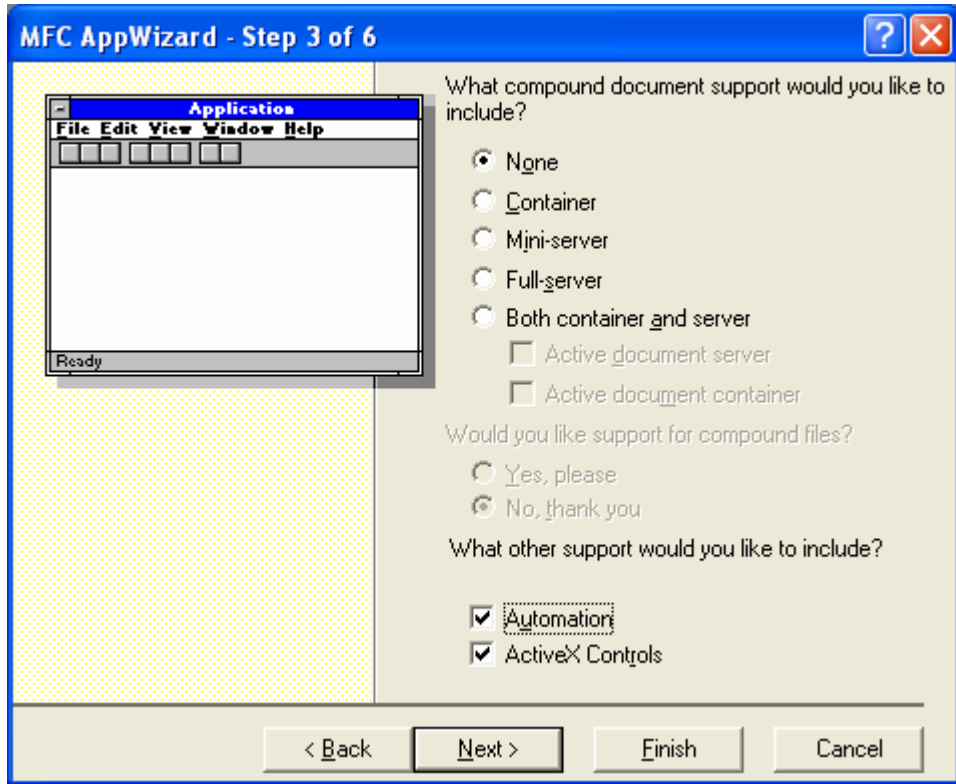 MFC AppWizard - Step 3 of 6
Application
File Edit View Window Help
Ready
What compound document support would you like to
include?
None
Container
Mini-server
Full-server
Both container and server
Active document server
Active document container
Would you like support for compound files?
Yes, please
No, thank you
What other support would you like to include?
Automation
ActiveX Controls
< Back Next > Finish Cancel